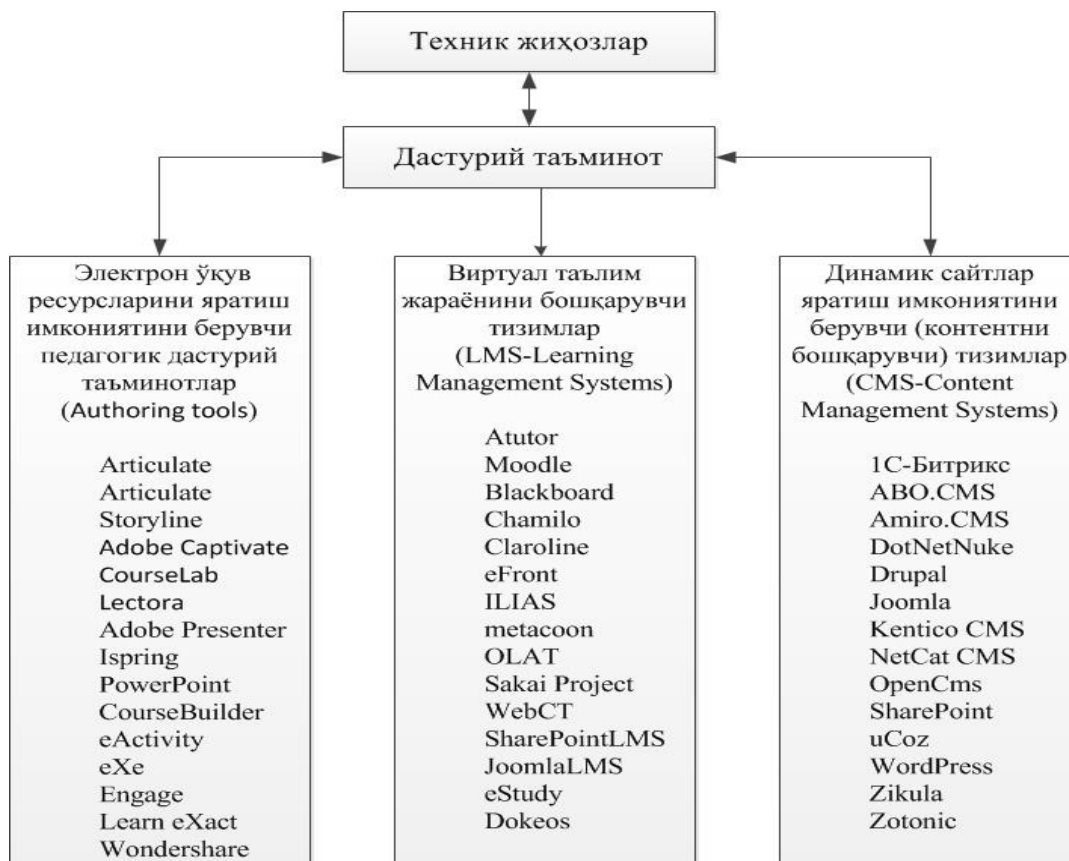 Техник жиҳозлар
Дастурий таъминот
Электрон ўқув
ресурсларини яратиш
имкониятини берувчи
педагогик дастурий
таъминотлар
(Authoring tools)
Articulate
Articulate
Storyline
Adobe Captivate
CourseLab
Lectora
Adobe Presenter
Ispring
PowerPoint
CourseBuilder
eActivity
eXe
Engage
Learn eXact
Wondershare
Виртуал таълим
жараёнини бошқарувчи
тизимлар
(LMS-Learning
Management Systems)
Atutor
Moodle
Blackboard
Chamilo
Claroline
eFront
ILIAS
metacoon
OLAT
Sakai Project
WebCT
SharePointLMS
JoomlaLMS
eStudy
Dokeos
Динамик сайтлар
яратиш имкониятини
берувчи (контентни
бошқарувчи) тизимлар
(CMS-Content
Management Systems)
1С-Битрикс
ABO.CMS
Amiro.CMS
DotNetNuke
Drupal
Joomla
Kentico CMS
NetCat CMS
OpenCms
SharePoint
uCoz
WordPress
Zikula
Zotonic